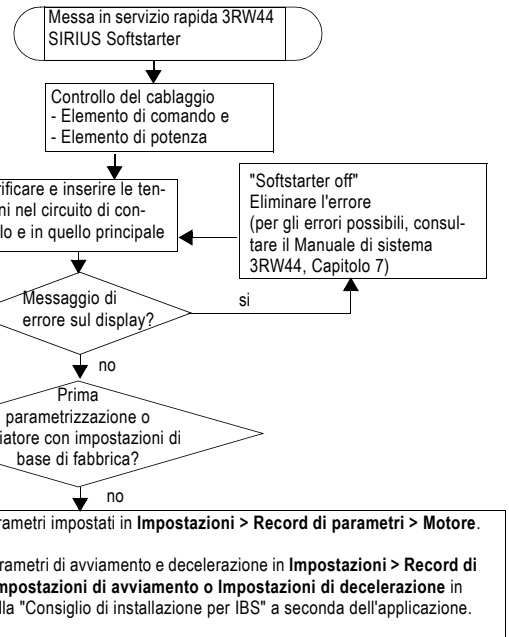 Messa in servizio rapida 3RW44
SIRIUS Softstarter
Controllo del cablaggio
- Elemento di comando e
- Elemento di potenza
rificare e inserire le ten-
ni nel circuito di con-
lo e in quello principale
"Softstarter off"
Eliminare l'errore
(per gli errori possibili, consul-
tare il Manuale di sistema
3RW44, Capitolo 7)
Messaggio di
errore sul display?
si
no
Prima
parametrizzazione o
iatore con impostazioni di
base di fabbrica?
no
rametri impostati in Impostazioni > Record di parametri > Motore.
rametri di avviamento e decelerazione in Impostazioni > Record di
mpostazioni di avviamento o Impostazioni di decelerazione in
lla "Consiglio di installazione per IBS" a seconda dell'applicazione.